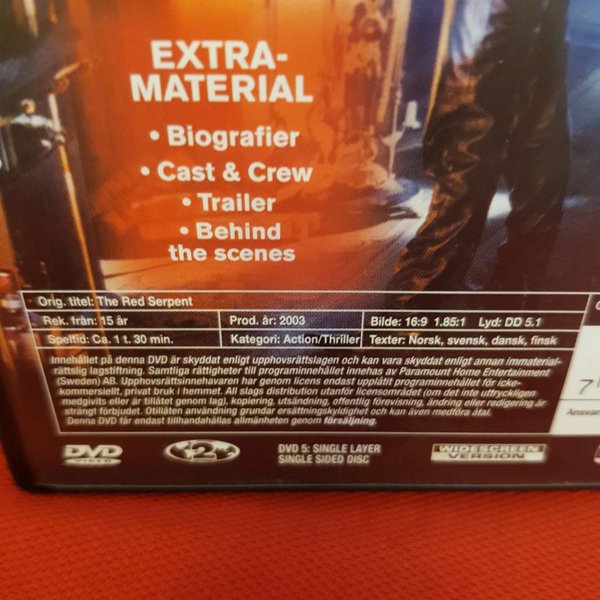 EXTRA-
MATERIAL
• Biografier
• Cast & Crew
• Trailer
• Behind
the scenes
Orig. titel: The Red Serpent
Rek. från: 15 år Prod. år: 2003 Bilde: 16:9 1.85:1 Lyd: DD 5.1
Speltid: Ca. 1 t. 30 min. Kategori: Action/Thriller Texter: Norsk, svensk, dansk, finsk
Innehållet på denna DVD är skyddat enligt upphovsrättslagen och kan vara skyddat enligt annan immaterial-
rättslig lagstiftning. Samtliga rättigheter till programinnehållet innehas av Paramount Home Entertainment
(Sweden) AB. Upphovsrättsinnehavaren har genom licens endast upplåtit programinnehållet för icke-
kommersiellt, privat bruk i hemmet. All slags distribution utanför licensområdet (om det inte uttryckligen
medgivits eller är tillåtet genom lag), kopiering, utsändning, offentlig förevisning, ändring eller redigering är
strängt förbjudet. Otillåten användning grundar ersättningskyldighet och kan även medföra åtal.
Denna DVD får endast tillhandahållas allmänheten genom försäljning.
7
Ansvar
DVD
VIDEO
2
DVD 5: SINGLE LAYER
SINGLE SIDED DISC
WIDESCREEN
VERSION